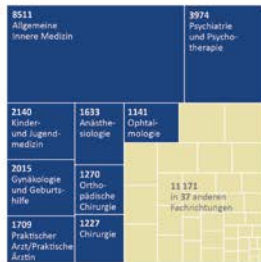 8511
Allgemeine
Innere Medizin
3974
Psychiatrie
und Psycho-
therapie
2140
Kinder-
und Jugend-
medizin
1633
Anästhe-
siologie
1141
Ophtal-
mologie
2015
Gynäkologie
und Geburts-
hilfe
1270
Ortho-
pädische
Chirurgie
11 171
in 37 anderen
Fachrichtungen
1709
Praktischer
Arzt/Praktische
Ärztin
1227
Chirurgie